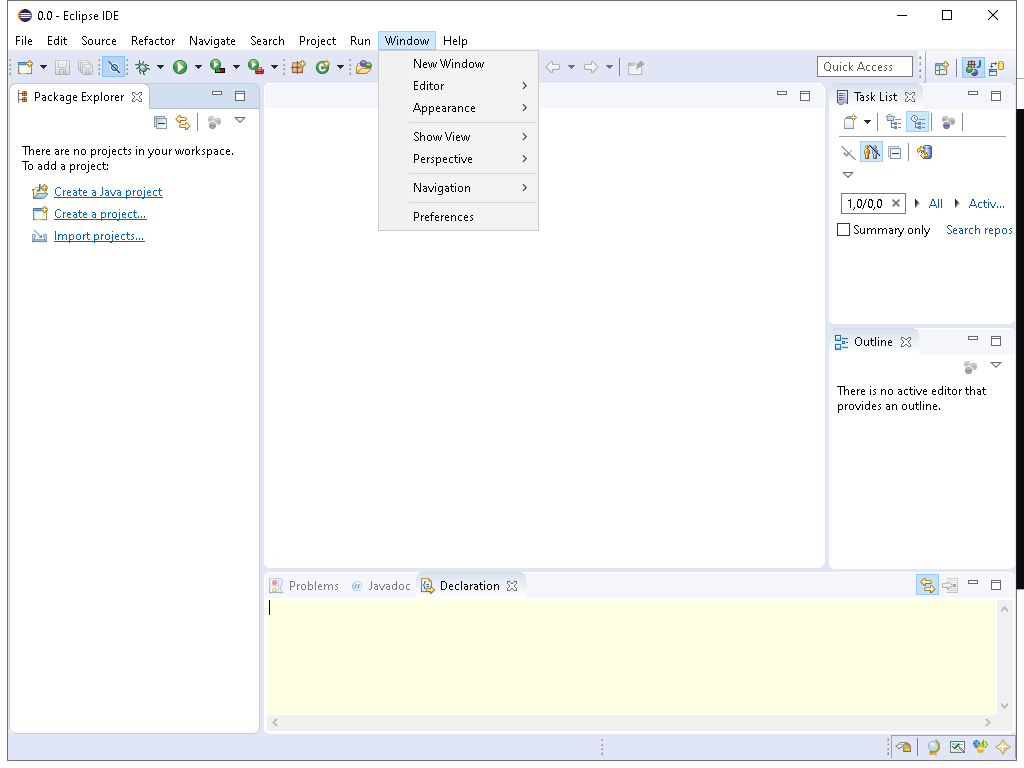 0.0 - Eclipse IDE
File Edit Source Refactor Navigate Search Project Run Window Help
Quick Access
New Window
Editor
Appearance
Show View
Perspective
Navigation
Preferences
Package Explorer
There are no projects in your workspace.
To add a project:
Create a Java project
Create a project...
Import projects...
Task List
1,0/0,0 All Activ...
Summary only Search repos
Outline
There is no active editor that
provides an outline.
Problems @ Javadoc Declaration